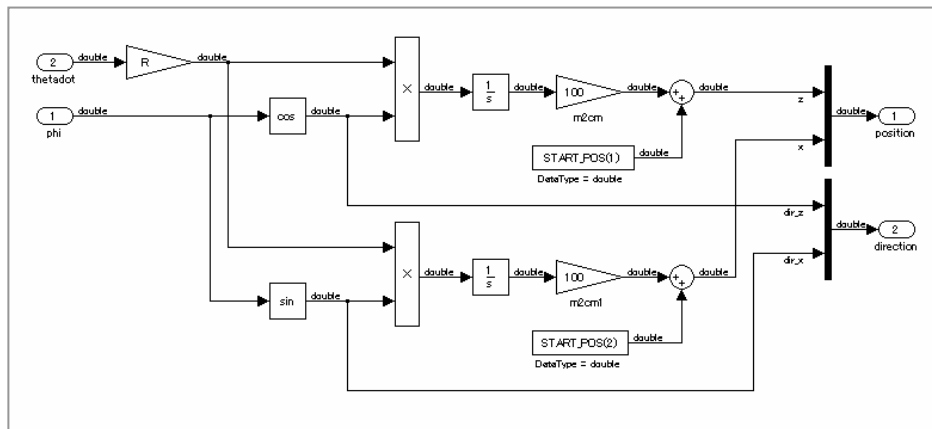 double
double
2
R
thetadot
double
double
1
phi
cos
×
double
1
s
double
100
m2cm
double
+
+
double
z
double
1
position
START_POS(1)
double
DataType = double
x
dir_z
double
2
direction
dir_x
×
double
1
s
double
100
m2cm1
double
+
+
double
sin
double
START_POS(2)
double
DataType = double